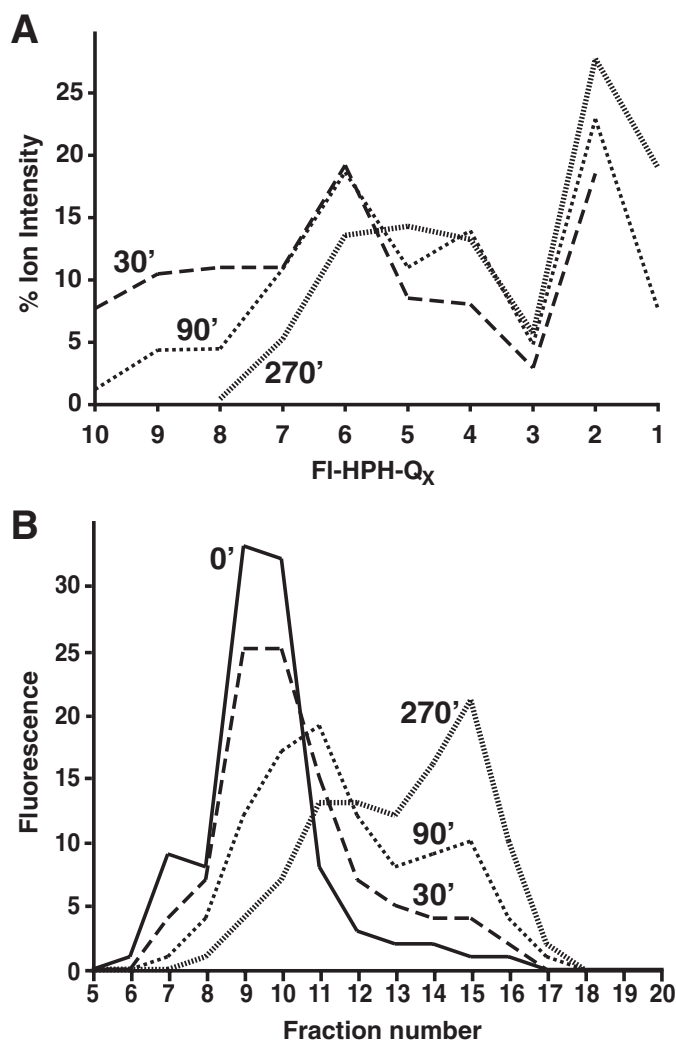 A
% Ion Intensity
25
20
15
10
5
0
30’
90’
270’
10 9 8 7 6 5 4 3 2 1
Fl-HPH-QX
B
Fluorescence
30
25
20
15
10
5
0
0’
270’
90’
30’
5 6 7 8 9 10 11 12 13 14 15 16 17 18 19 20
Fraction number